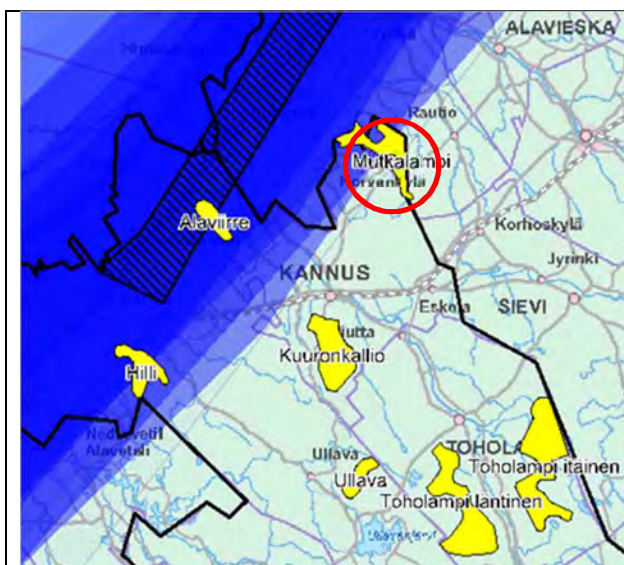 ALAVIESKA
Rautio
Mutkalampi
Alaviirre
Korhoskylä
KANNUS
Jyrinki
Eskola
SIEVI
Kuuronkallio
Hilli
Ullava
Ullava
TOHOLA
Toholampi itäinen
Toholampi läntinen